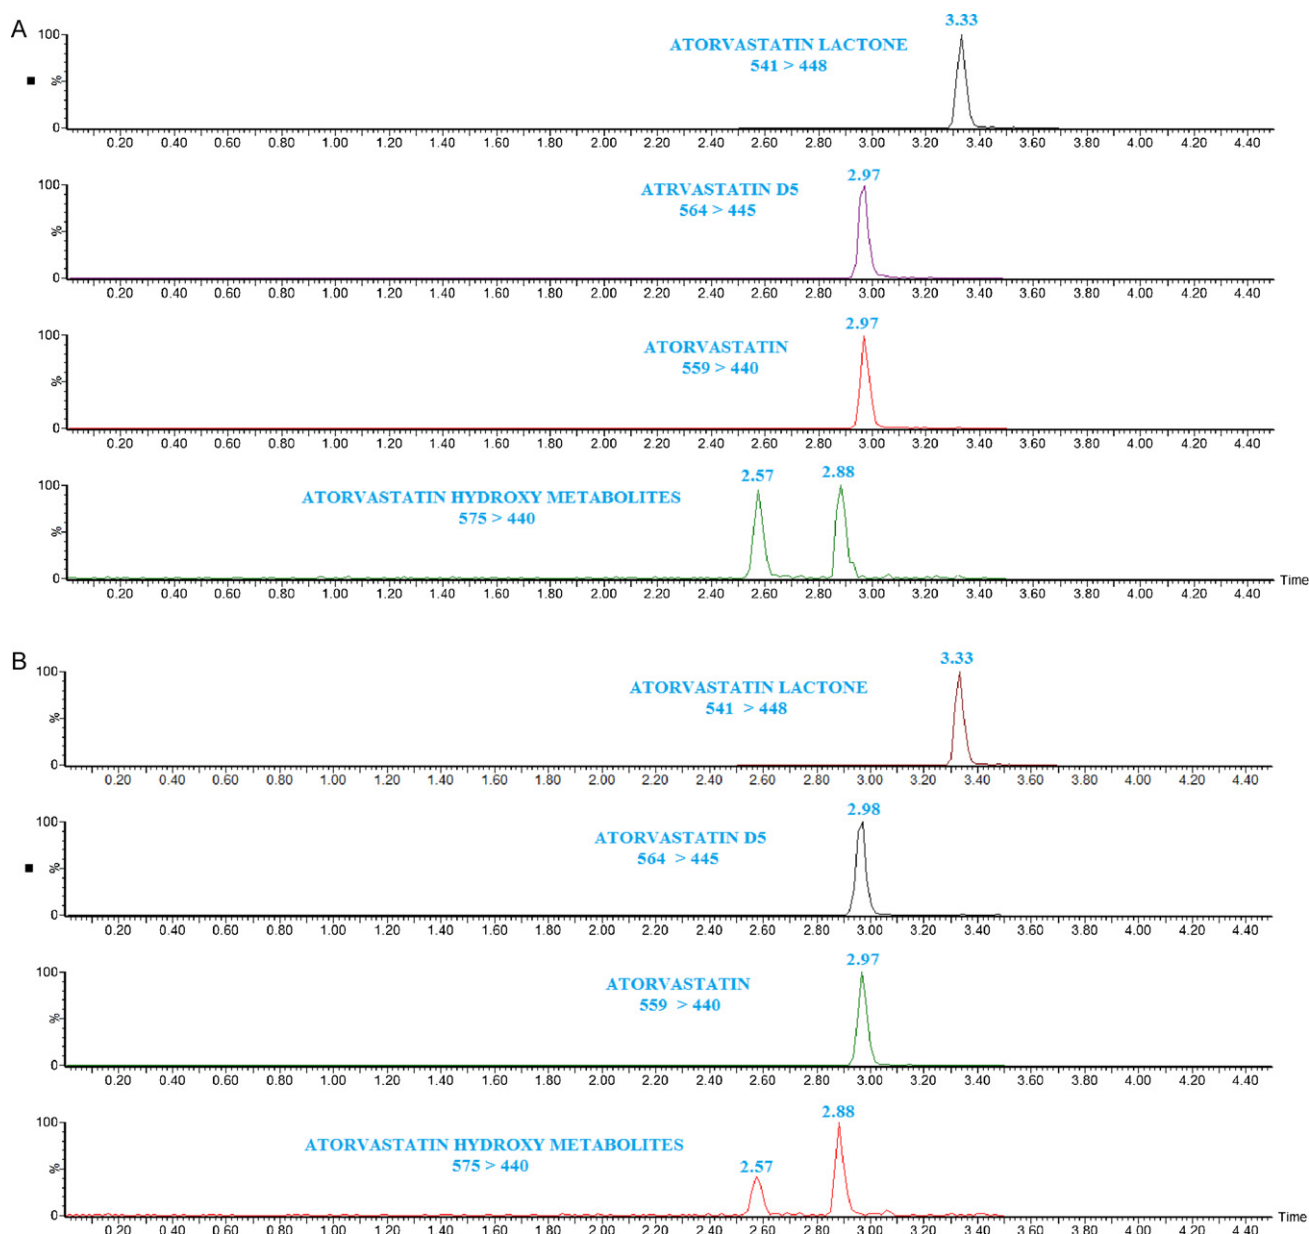 A
3.33
ATORVASTATIN LACTONE
541 > 448
100
%
0
0.20 0.40 0.60 0.80 1.00 1.20 1.40 1.60 1.80 2.00 2.20 2.40 2.60 2.80 3.00 3.20 3.40 3.60 3.80 4.00 4.20 4.40
2.97
ATRVASTATIN D5
564 > 445
100
%
0
0.20 0.40 0.60 0.80 1.00 1.20 1.40 1.60 1.80 2.00 2.20 2.40 2.60 2.80 3.00 3.20 3.40 3.60 3.80 4.00 4.20 4.40
2.97
ATORVASTATIN
559 > 440
100
%
0
0.20 0.40 0.60 0.80 1.00 1.20 1.40 1.60 1.80 2.00 2.20 2.40 2.60 2.80 3.00 3.20 3.40 3.60 3.80 4.00 4.20 4.40
2.57 2.88
ATORVASTATIN HYDROXY METABOLITES
575 > 440
100
%
0
Time
0.20 0.40 0.60 0.80 1.00 1.20 1.40 1.60 1.80 2.00 2.20 2.40 2.60 2.80 3.00 3.20 3.40 3.60 3.80 4.00 4.20 4.40
B
3.33
ATORVASTATIN LACTONE
541 > 448
100
%
0
0.20 0.40 0.60 0.80 1.00 1.20 1.40 1.60 1.80 2.00 2.20 2.40 2.60 2.80 3.00 3.20 3.40 3.60 3.80 4.00 4.20 4.40
2.98
ATORVASTATIN D5
564 > 445
100
%
0
0.20 0.40 0.60 0.80 1.00 1.20 1.40 1.60 1.80 2.00 2.20 2.40 2.60 2.80 3.00 3.20 3.40 3.60 3.80 4.00 4.20 4.40
2.97
ATORVASTATIN
559 > 440
100
%
0
0.20 0.40 0.60 0.80 1.00 1.20 1.40 1.60 1.80 2.00 2.20 2.40 2.60 2.80 3.00 3.20 3.40 3.60 3.80 4.00 4.20 4.40
2.88
ATORVASTATIN HYDROXY METABOLITES
575 > 440
2.57
100
%
0
Time
0.20 0.40 0.60 0.80 1.00 1.20 1.40 1.60 1.80 2.00 2.20 2.40 2.60 2.80 3.00 3.20 3.40 3.60 3.80 4.00 4.20 4.40